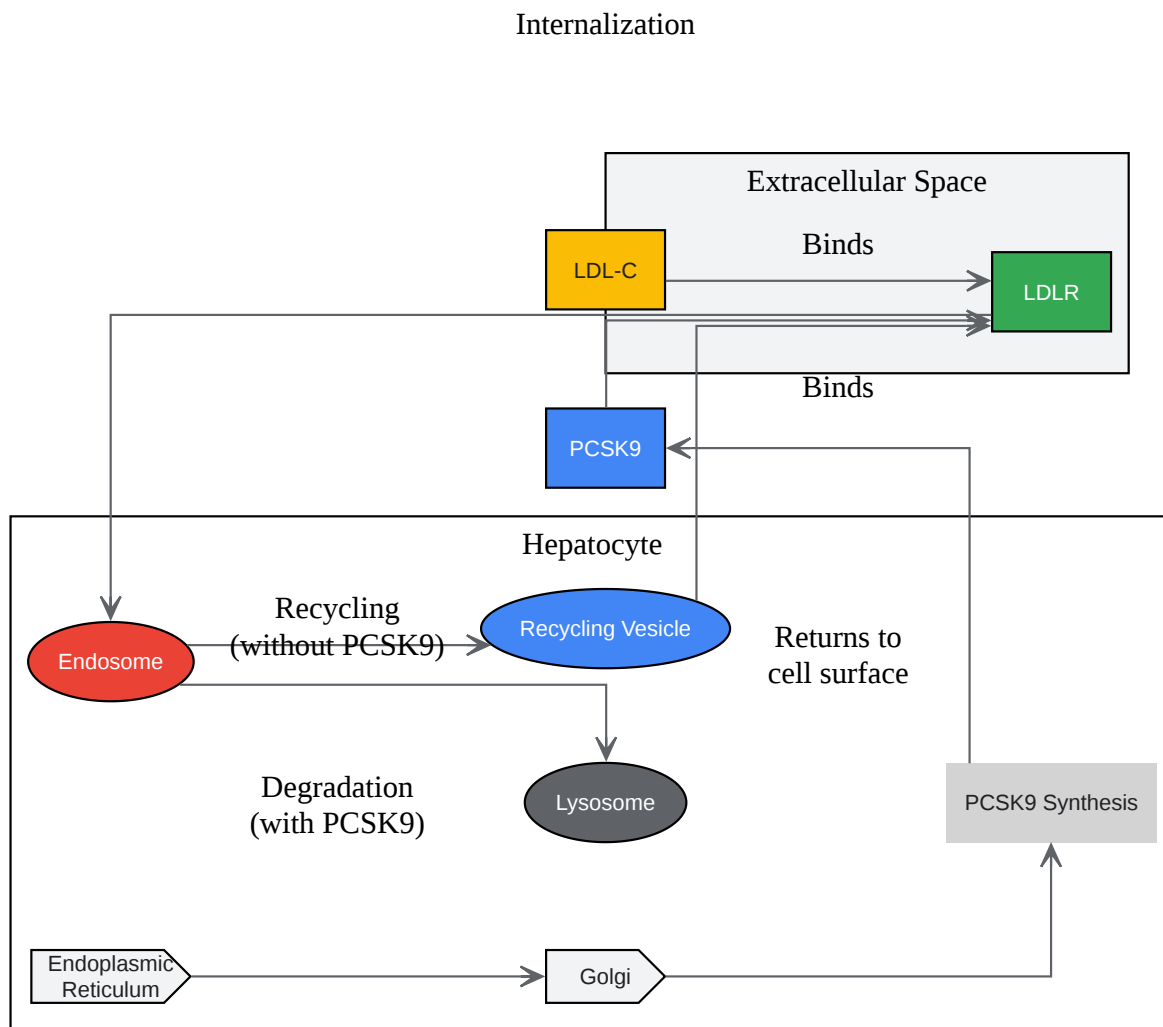 Internalization
Extracellular Space
Binds
LDL-C
LDLR
Binds
PCSK9
Hepatocyte
Recycling
(without PCSK9)
Recycling Vesicle
Returns to
cell surface
Endosome
Degradation
(with PCSK9)
Lysosome
PCSK9 Synthesis
Endoplasmic
Reticulum
Golgi